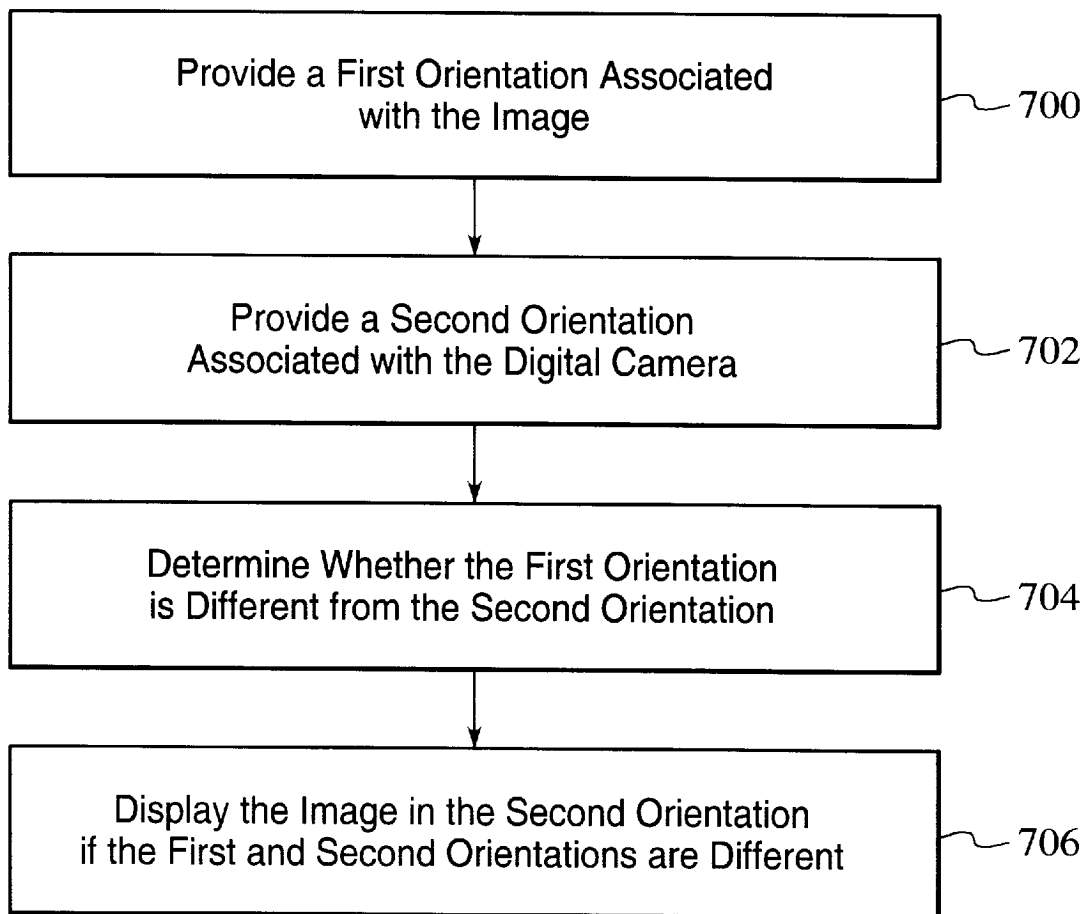 Provide a First Orientation Associated
with the Image
700
Provide a Second Orientation
Associated with the Digital Camera
702
Determine Whether the First Orientation
is Different from the Second Orientation
704
Display the Image in the Second Orientation
if the First and Second Orientations are Different
706